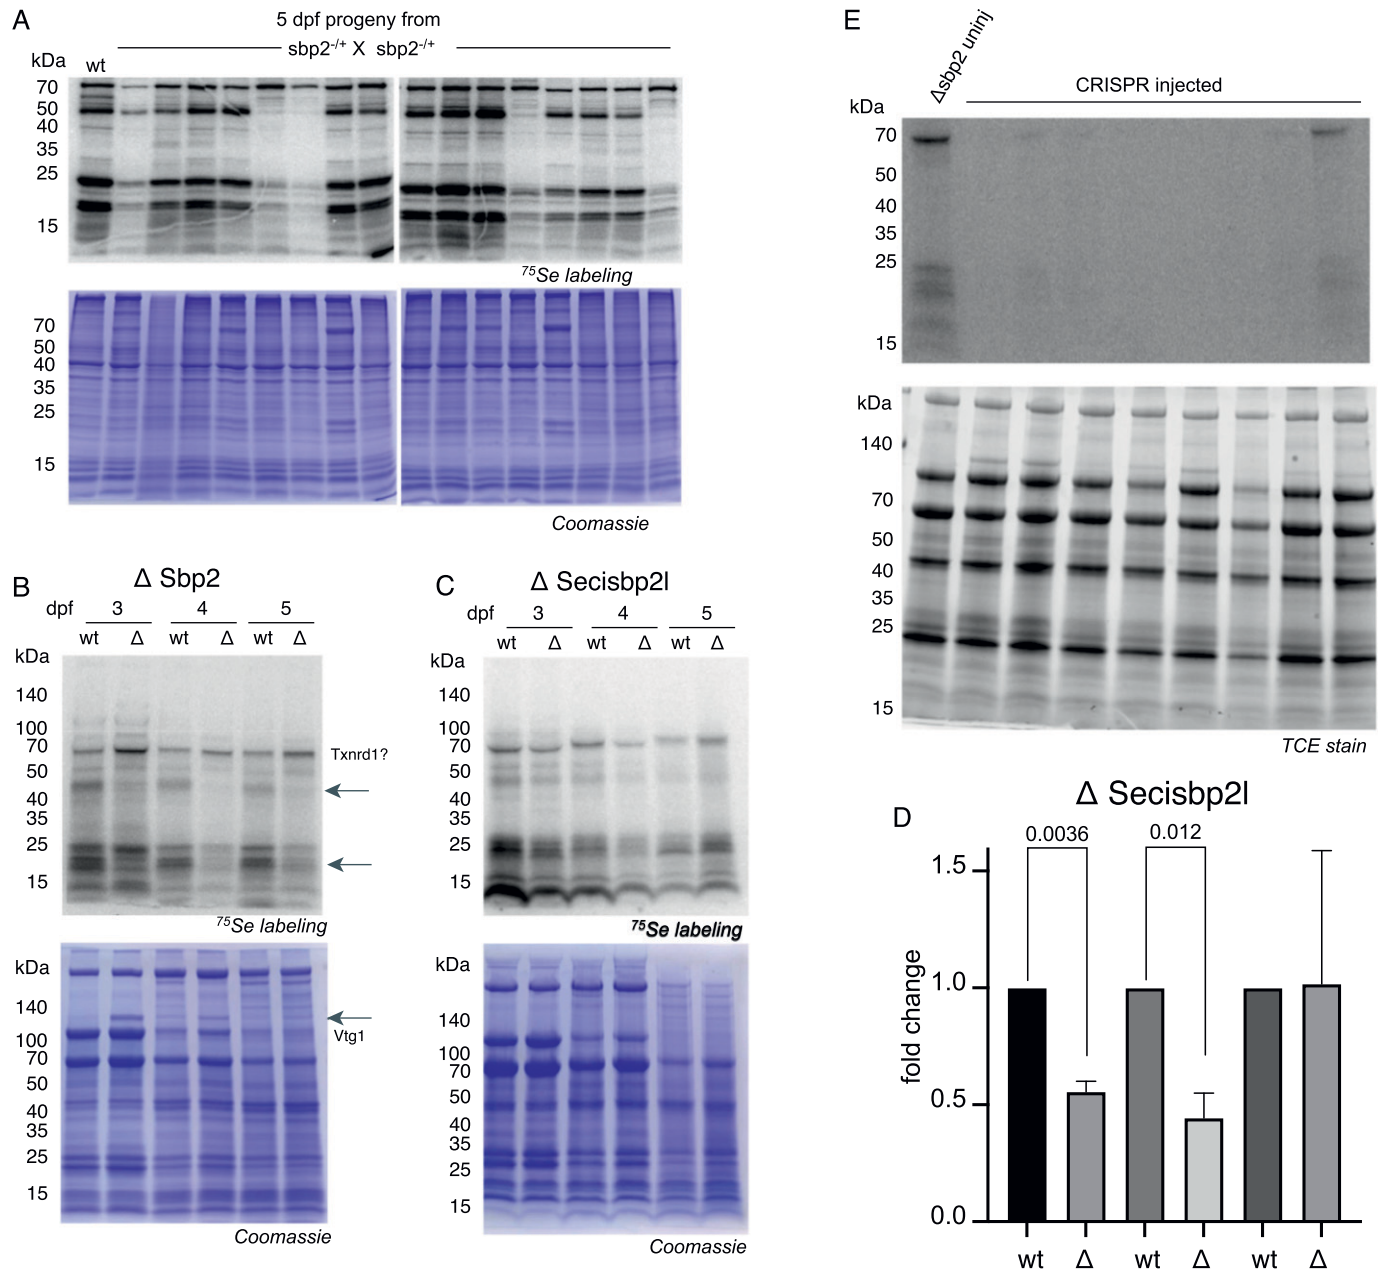 A
5 dpf progeny from
sbp2-/+ X sbp2-/+
kDa
wt
70
50
40
35
25
15
75Se labeling
70
50
40
35
25
15
Coomassie
B
Δ Sbp2
dpf 3 4 5
wt Δ wt Δ wt Δ
kDa
140
100
70
Txnrd1?
50
40
35
25
15
75Se labeling
kDa
140
Vtg1
100
70
50
40
35
25
15
Coomassie
C
Δ Secisbp2l
dpf 3 4 5
wt Δ wt Δ wt Δ
kDa
140
100
70
50
40
35
25
15
75Se labeling
kDa
140
100
70
50
40
35
25
15
Coomassie
E
Δsbp2 uninj
CRISPR injected
kDa
70
50
40
35
25
15
kDa
140
70
50
40
35
25
15
TCE stain
D
Δ Secisbp2l
0.0036
0.012
fold change
1.5
1.0
0.5
0.0
wt Δ wt Δ wt Δ